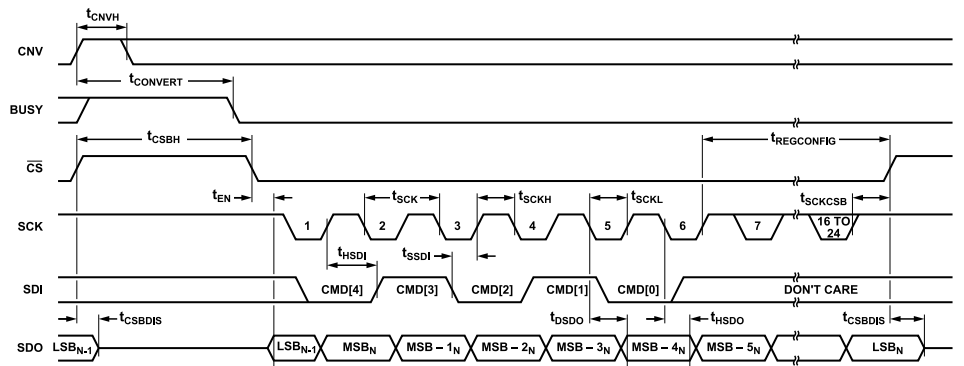 tCNVH
CNV
tCONVERT
BUSY
tCSBH
tREGCONFIG
CS
tEN
tSCK
tSCKH
tSCKL
tSCKCSB
SCK
1 2 3 4 5 6 7 16 TO 24
tHSDI
tSSDI
SDI
CMD[4] CMD[3] CMD[2] CMD[1] CMD[0] DON'T CARE
tCSBDIS
tDSDO
tHSDO
tCSBDIS
SDO
LSBN-1 LSBN-1 MSBN MSB – 1N MSB – 2N MSB – 3N MSB – 4N MSB – 5N LSBN